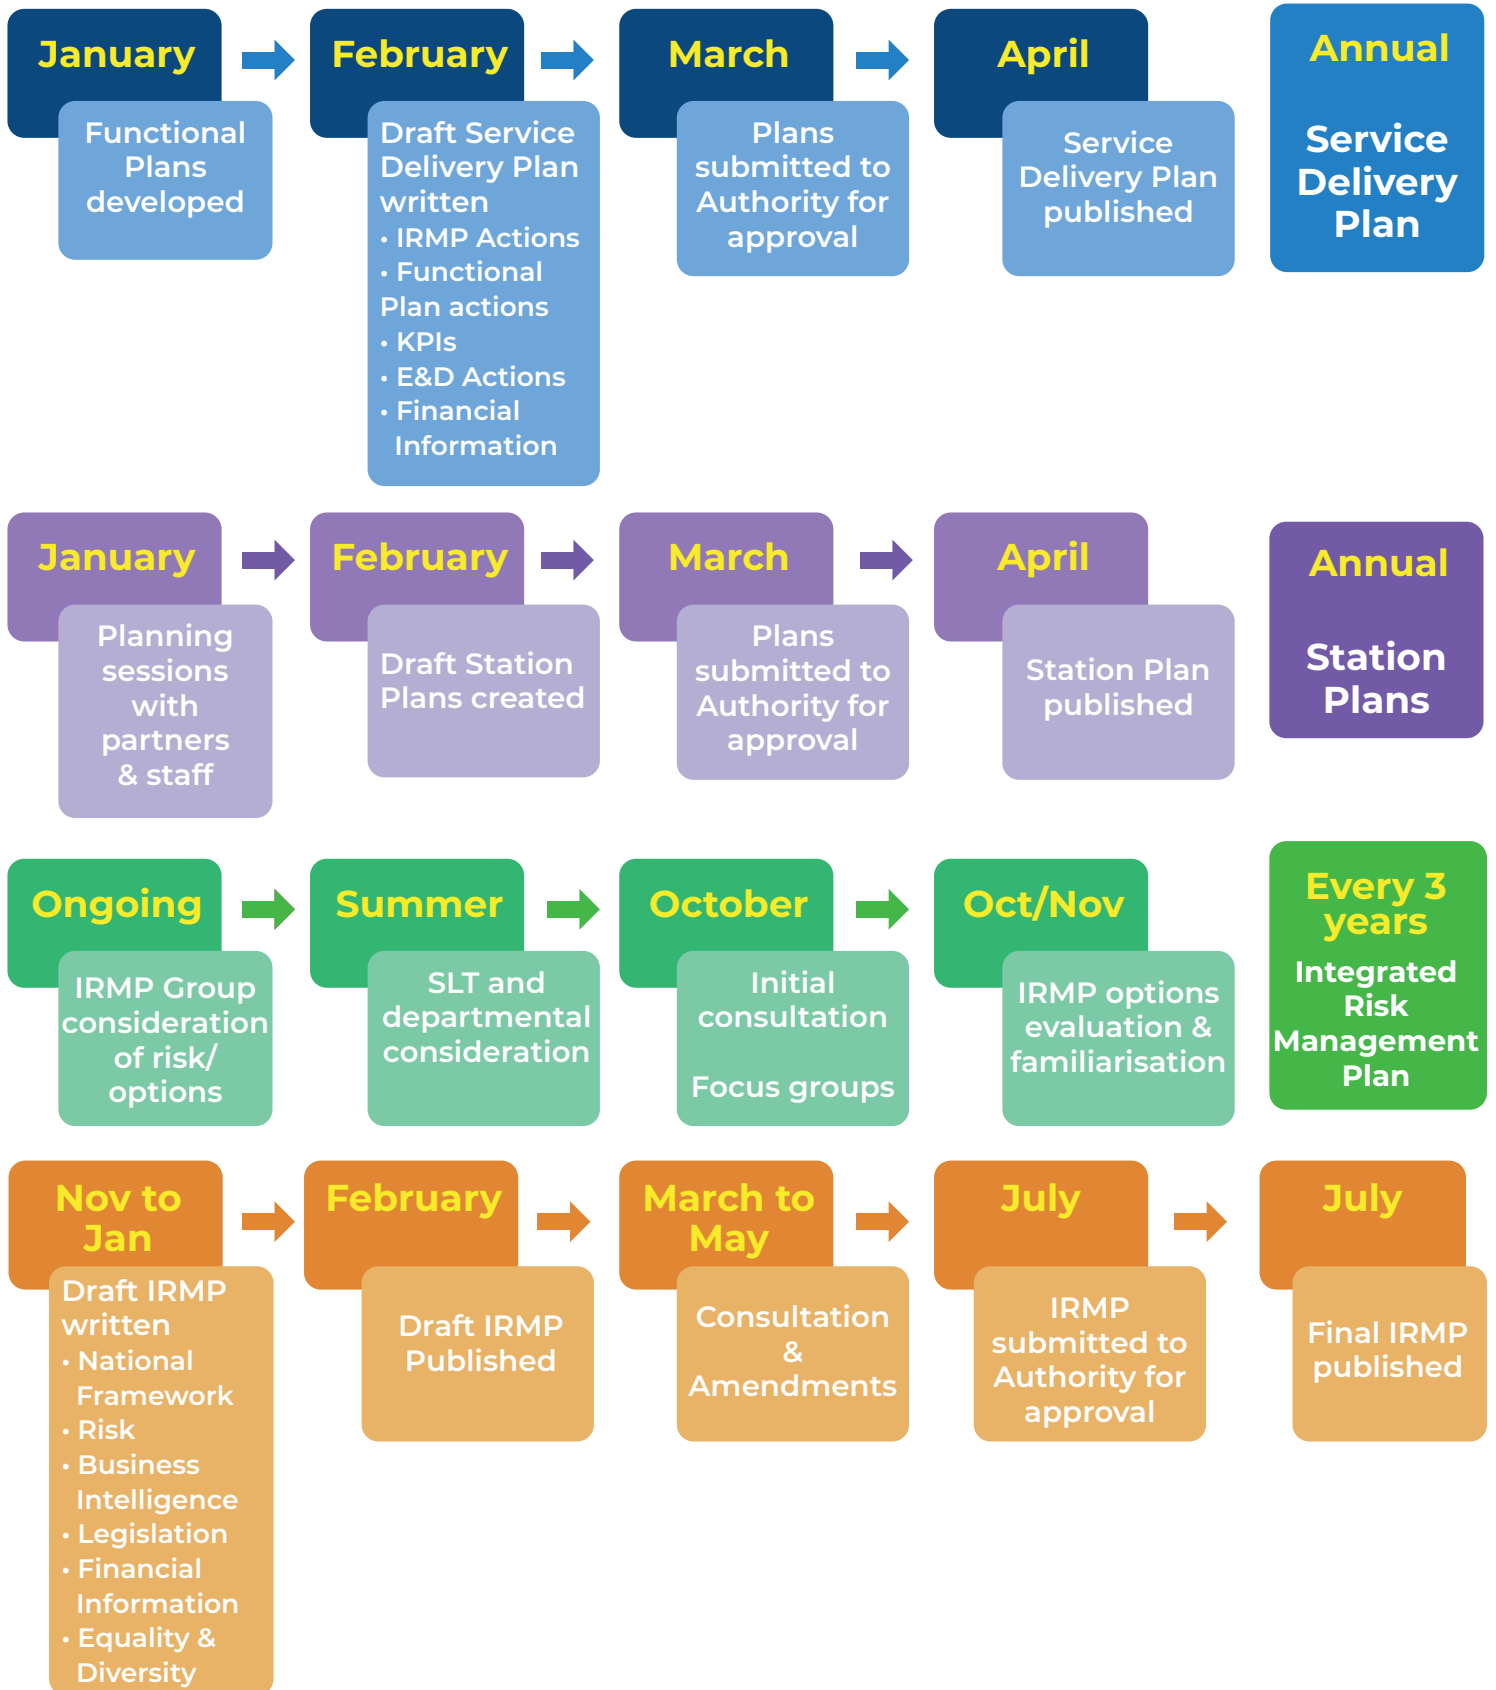 January
Functional
Plans
developed
February
Draft Service
Delivery Plan
written
• IRMP Actions
• Functional
Plan actions
• KPIs
• E&D Actions
• Financial
Information
March
Plans
submitted to
Authority for
approval
April
Service
Delivery Plan
published
Annual
Service
Delivery
Plan
January
Planning
sessions
with
partners
& staff
February
Draft Station
Plans created
March
Plans
submitted to
Authority for
approval
April
Station Plan
published
Annual
Station
Plans
Ongoing
IRMP Group
consideration
of risk/
options
Summer
SLT and
departmental
consideration
October
Initial
consultation
Focus groups
Oct/Nov
IRMP options
evaluation &
familiarisation
Every 3
years
Integrated
Risk
Management
Plan
Nov to
Jan
Draft IRMP
written
• National
Framework
• Risk
• Business
Intelligence
• Legislation
• Financial
Information
• Equality &
Diversity
February
Draft IRMP
Published
March to
May
Consultation
&
Amendments
July
IRMP
submitted to
Authority for
approval
July
Final IRMP
published